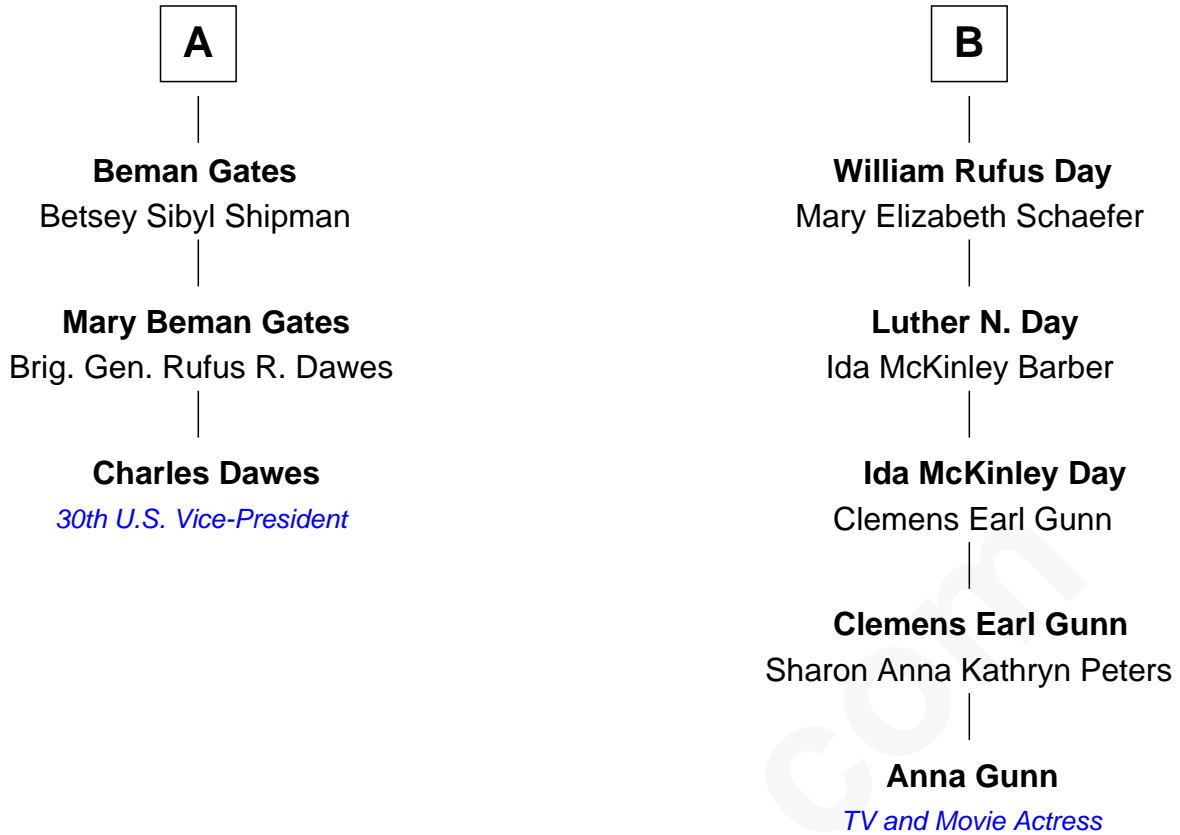 A
Beman Gates
Betsey Sibyl Shipman
Mary Beman Gates
Brig. Gen. Rufus R. Dawes
Charles Dawes
30th U.S. Vice-President
B
William Rufus Day
Mary Elizabeth Schaefer
Luther N. Day
Ida McKinley Barber
Ida McKinley Day
Clemens Earl Gunn
Clemens Earl Gunn
Sharon Anna Kathryn Peters
Anna Gunn
TV and Movie Actress
com